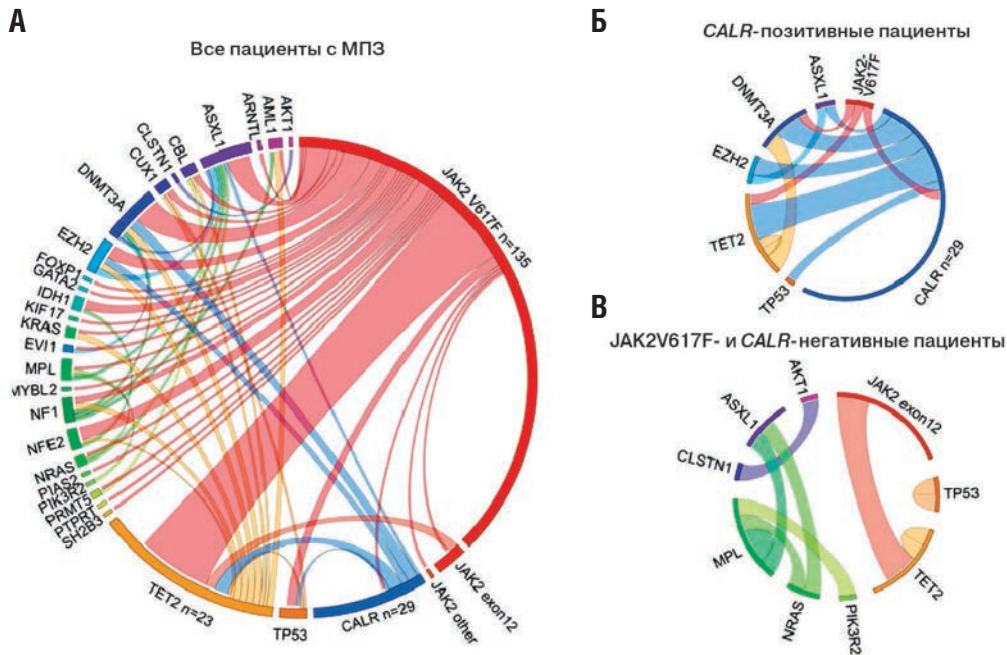 А
Все пациенты с МПЗ
AKT1
AML1
ARNTL
ASXL1
CBL
CLSTN1
CUX1
DNMT3A
EZH2
FOXP1
GATA2
IDH1
KIF17
KRAS
EVI1
MPL
MYBL2
NF1
NFE2
NRAS
PIAS2
PIK3R2
PRMT5
PTPRT
SH2B3
S
TET2 n=23
TP53
CALR n=29
JAK2 other
JAK2 exon12
JAK2 V617F n=135
Б
CALR-позитивные пациенты
JAK2-
V617F
ASXL1
DNMT3A
EZH2
TET2
TP53
CALR n=29
В
JAK2V617F- и CALR-негативные пациенты
AKT1
ASXL1
CLSTN1
MPL
NRAS
PIK3R2
JAK2 exon12
TP53
TET2